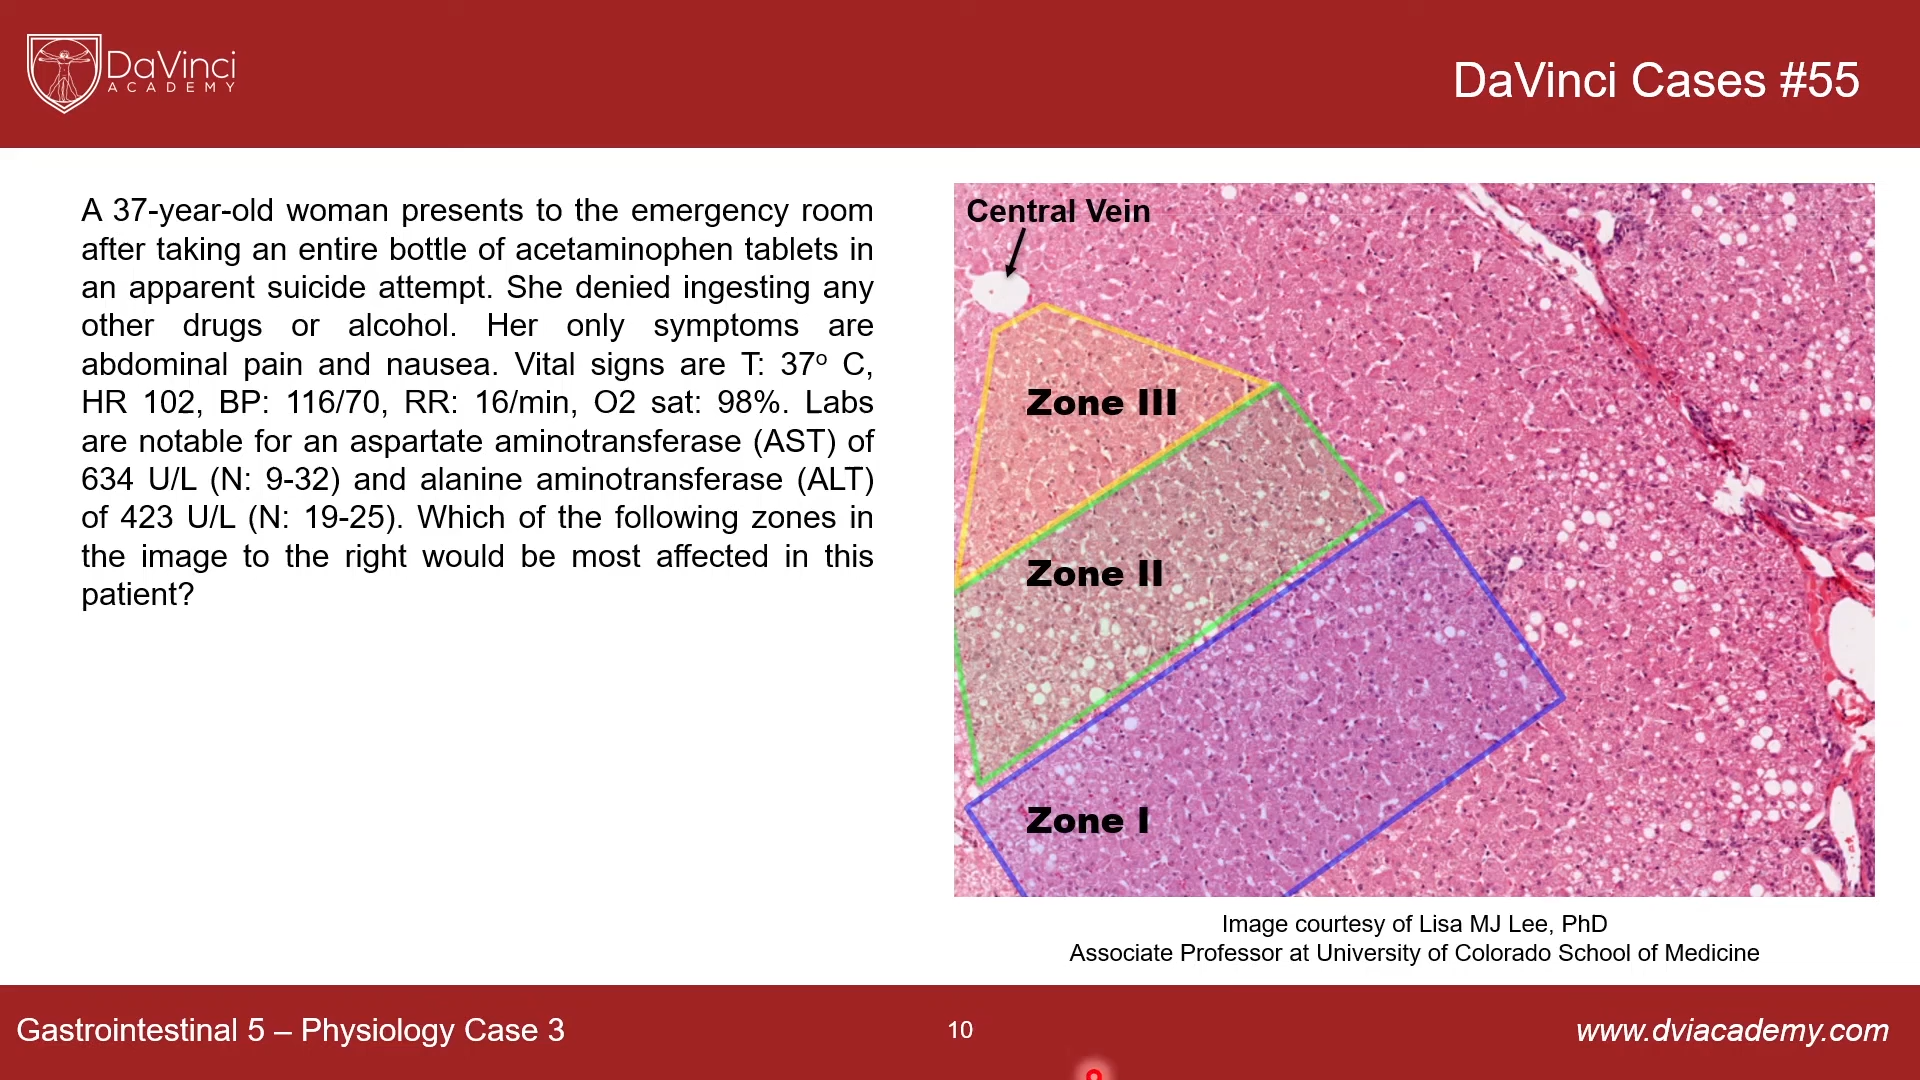 DaVinci
ACADEMY
DaVinci Cases #55
A 37-year-old woman presents to the emergency room
after taking an entire bottle of acetaminophen tablets in
an apparent suicide attempt. She denied ingesting any
other drugs or alcohol. Her only symptoms are
abdominal pain and nausea. Vital signs are T: 37º C,
HR 102, BP: 116/70, RR: 16/min, O2 sat: 98%. Labs
are notable for an aspartate aminotransferase (AST) of
634 U/L (N: 9-32) and alanine aminotransferase (ALT)
of 423 U/L (N: 19-25). Which of the following zones in
the image to the right would be most affected in this
patient?
Central Vein
Zone III
Zone II
Zone I
Image courtesy of Lisa MJ Lee, PhD
Associate Professor at University of Colorado School of Medicine
Gastrointestinal 5 – Physiology Case 3
10
www.dviacademy.com